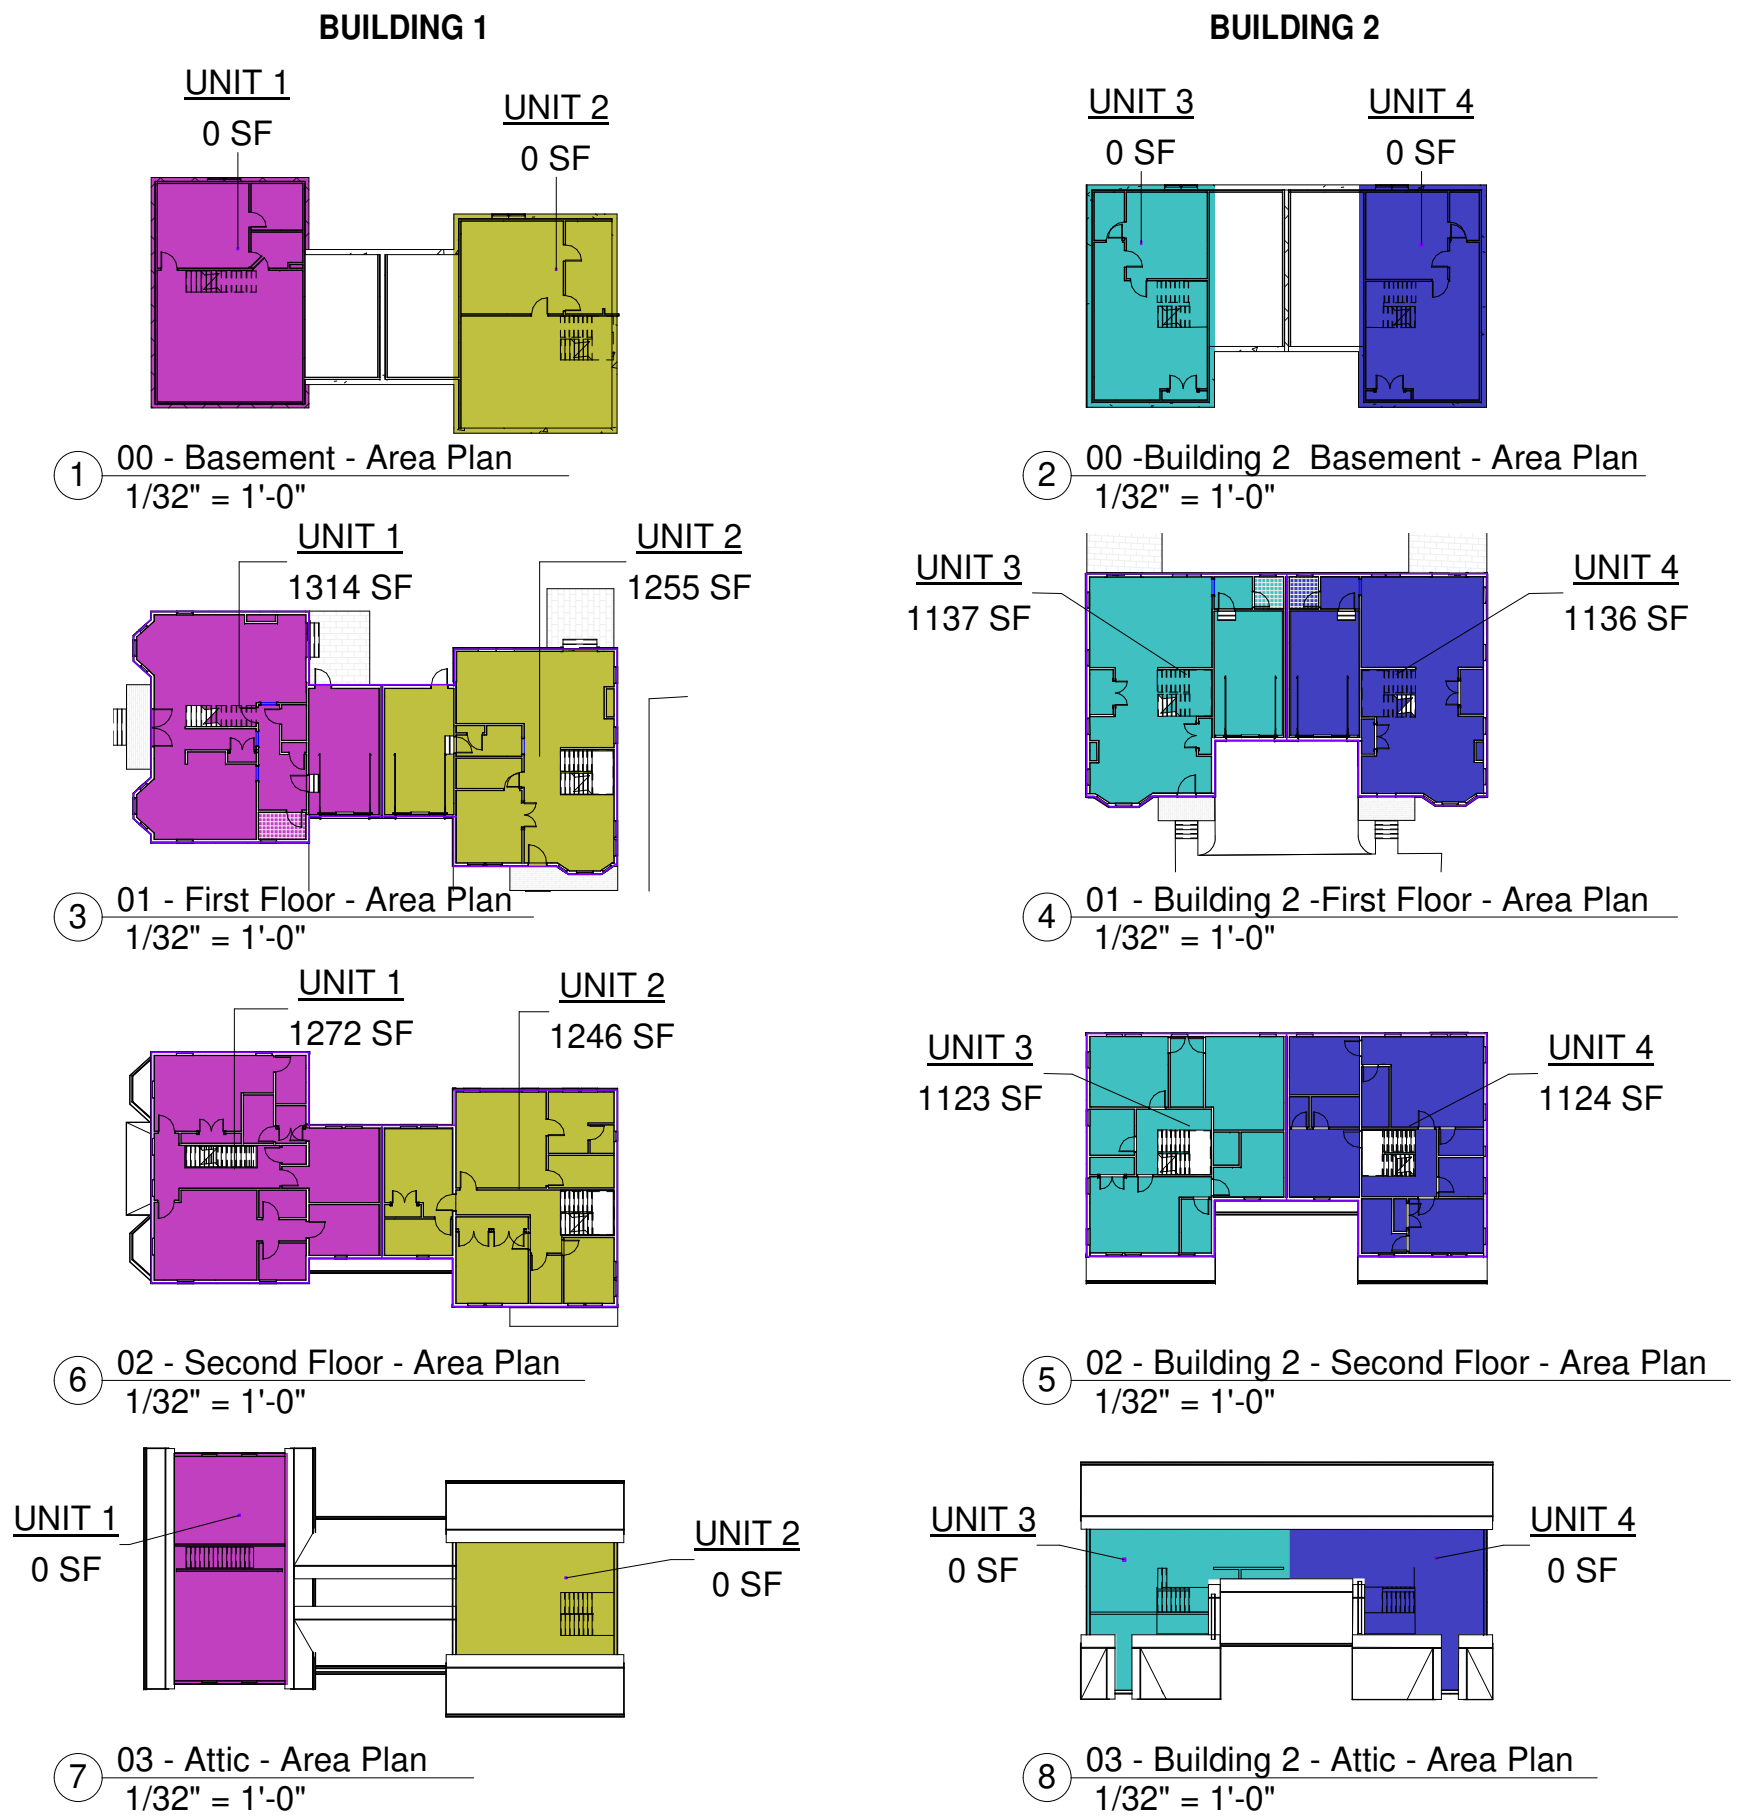 BUILDING 1
BUILDING 2
UNIT 1
0 SF
UNIT 2
0 SF
UNIT 3
0 SF
UNIT 4
0 SF
1
00 - Basement - Area Plan
1/32" = 1'-0"
2
00 -Building 2  Basement - Area Plan
1/32" = 1'-0"
UNIT 1
1314 SF
UNIT 2
1255 SF
UNIT 3
1137 SF
UNIT 4
1136 SF
3
01 - First Floor - Area Plan
1/32" = 1'-0"
4
01 - Building 2 -First Floor - Area Plan
1/32" = 1'-0"
UNIT 1
1272 SF
UNIT 2
1246 SF
UNIT 3
1123 SF
UNIT 4
1124 SF
6
02 - Second Floor - Area Plan
1/32" = 1'-0"
5
02 - Building 2 - Second Floor - Area Plan
1/32" = 1'-0"
UNIT 1
0 SF
UNIT 2
0 SF
UNIT 3
0 SF
UNIT 4
0 SF
7
03 - Attic - Area Plan
1/32" = 1'-0"
8
03 - Building 2 - Attic - Area Plan
1/32" = 1'-0"